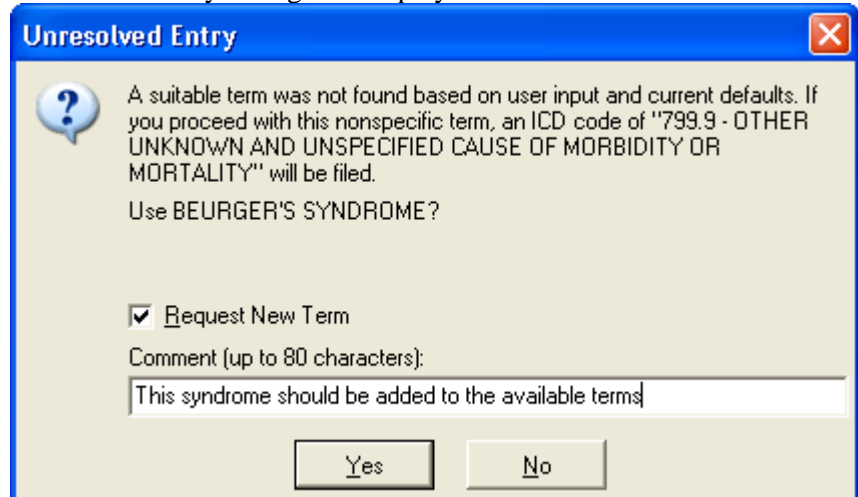 Unresolved Entry
A suitable term was not found based on user input and current defaults. If
you proceed with this nonspecific term, an ICD code of "799.9 - OTHER
UNKNOWN AND UNSPECIFIED CAUSE OF MORBIDITY OR
MORTALITY" will be filed.
Use BEURGER'S SYNDROME?
Request New Term
Comment (up to 80 characters):
This syndrome should be added to the available terms
Yes No